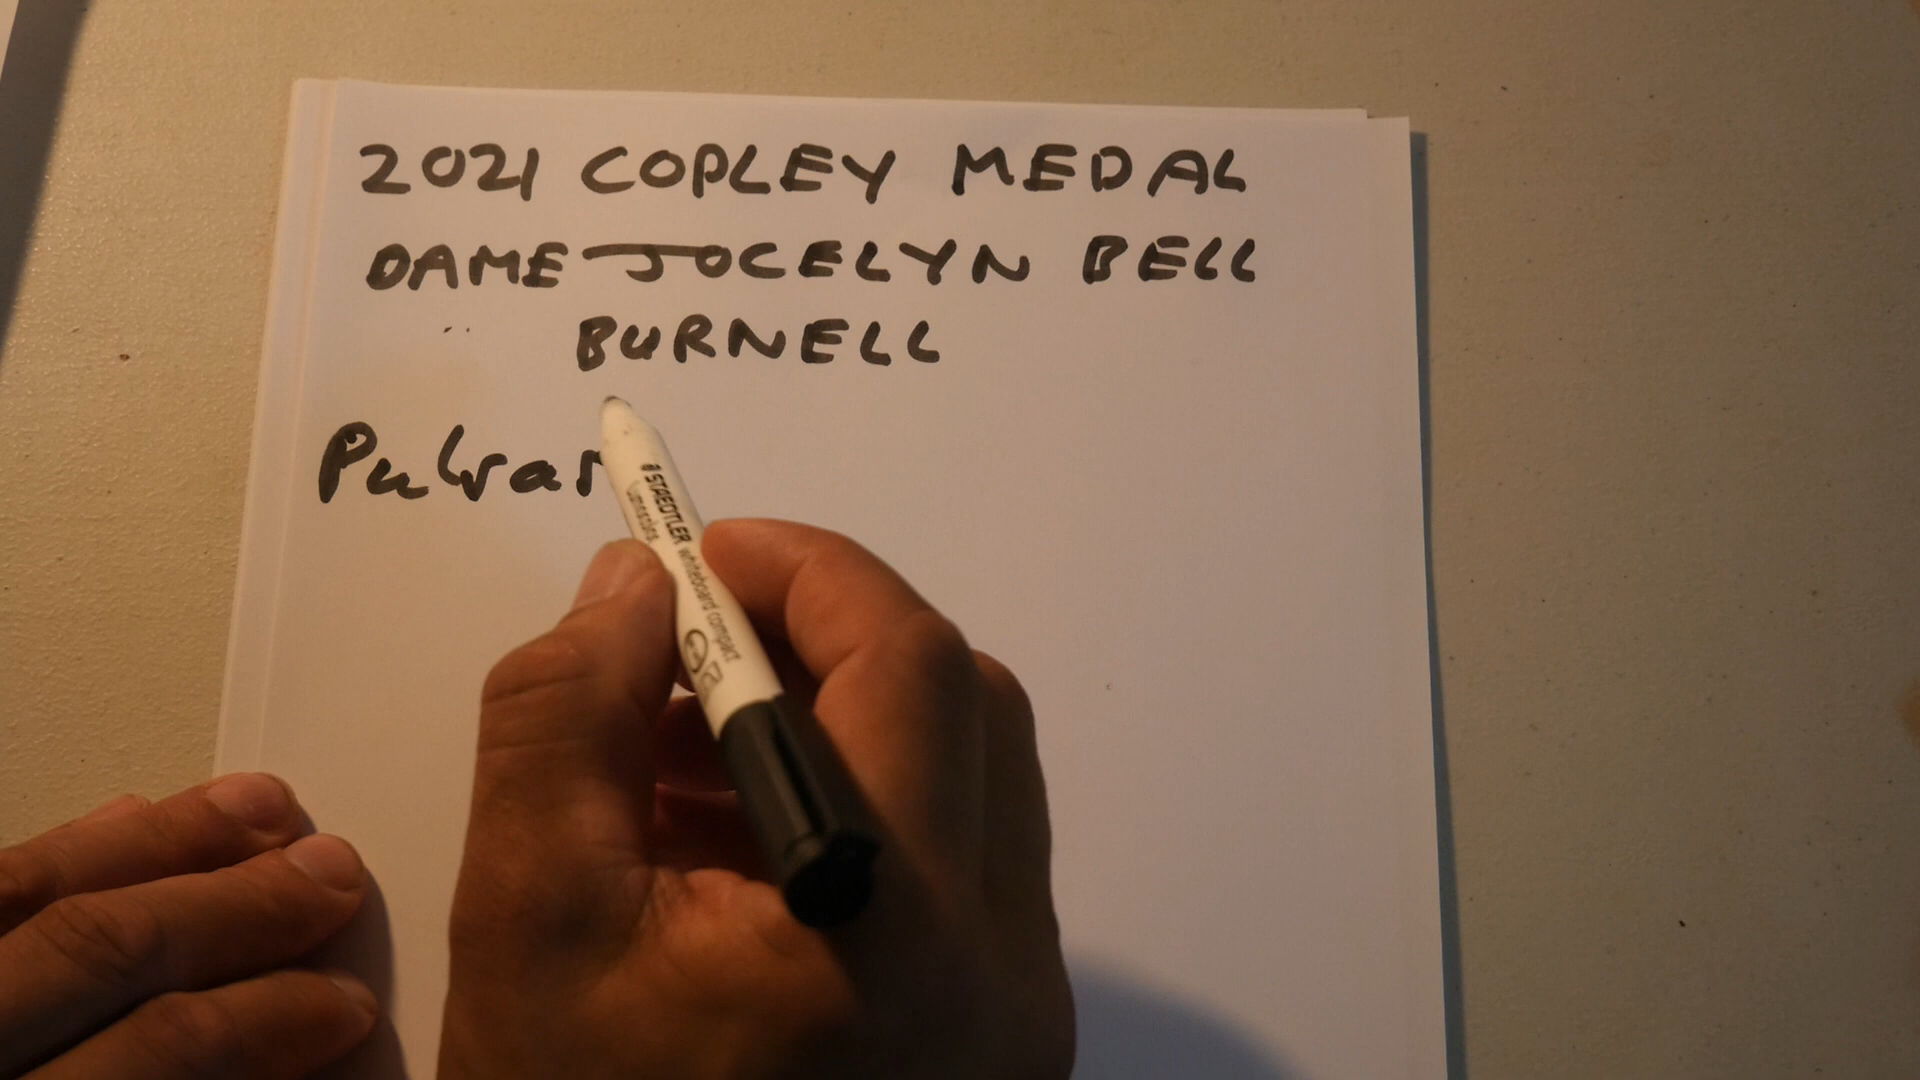 2021 COPLEY MEDAL
DAME JOCELYN BELL
BURNELL
Pulsar
STAEDTLER whiteboard compact